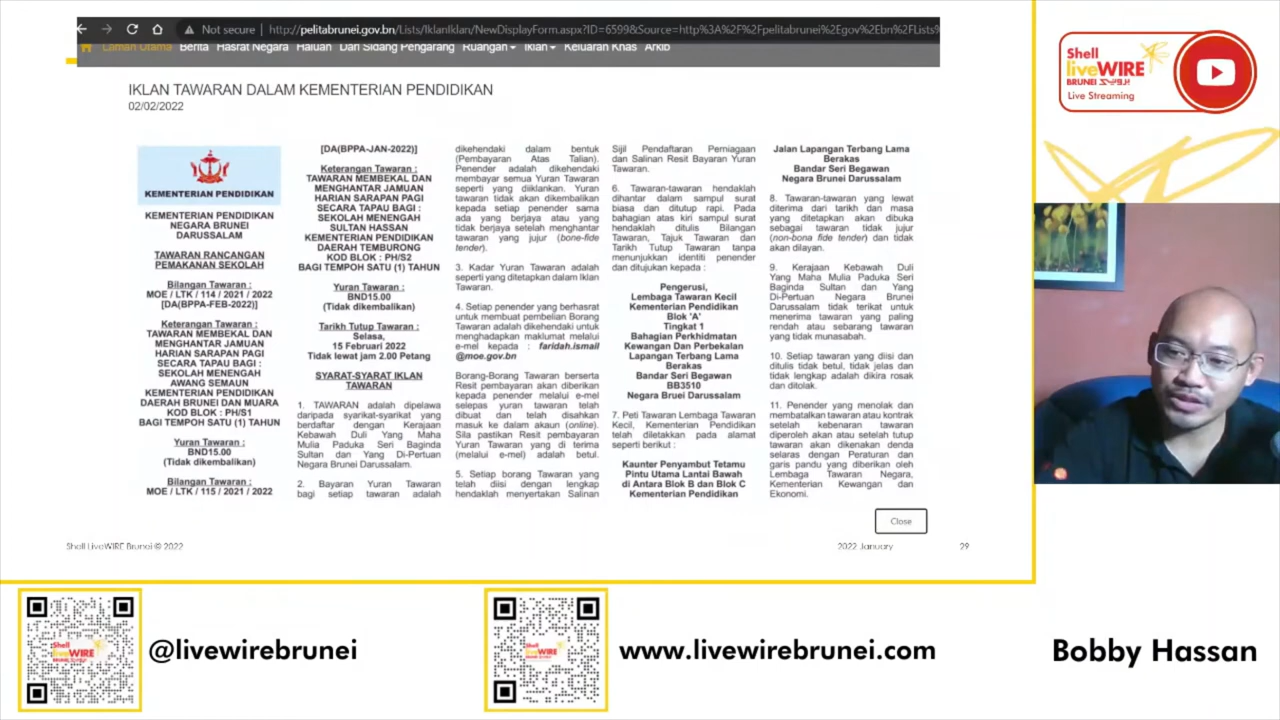 Not secure | http://pelitabrunei.gov.bn/Lists/IklanIklan/NewDisplayForm.aspx?ID=6599&Source=http%3A%2F%2Fpelitabrunei%2Egov%2Ebn%2FLists%
Laman Utama Berita Hasrat Negara Haluan Dari Sidang Pengarang Ruangan Iklan Keluaran Khas Arkib
IKLAN TAWARAN DALAM KEMENTERIAN PENDIDIKAN
02/02/2022
KEMENTERIAN PENDIDIKAN
KEMENTERIAN PENDIDIKAN
NEGARA BRUNEI
DARUSSALAM
TAWARAN RANCANGAN
PEMAKANAN SEKOLAH
Bilangan Tawaran :
MOE / LTK / 114 / 2021 / 2022
[DA(BPPA-FEB-2022)]
Keterangan Tawaran :
TAWARAN MEMBEKAL DAN
MENGHANTAR JAMUAN
HARIAN SARAPAN PAGI
SECARA TAPAU BAGI :
SEKOLAH MENENGAH
AWANG SEMAUN
KEMENTERIAN PENDIDIKAN
DAERAH BRUNEI DAN MUARA
KOD BLOK : PH/S1
BAGI TEMPOH SATU (1) TAHUN
Yuran Tawaran :
BND15.00
(Tidak dikembalikan)
Bilangan Tawaran :
MOE / LTK / 115 / 2021 / 2022
[DA(BPPA-JAN-2022)]
Keterangan Tawaran :
TAWARAN MEMBEKAL DAN
MENGHANTAR JAMUAN
HARIAN SARAPAN PAGI
SECARA TAPAU BAGI :
SEKOLAH MENENGAH
SULTAN HASSAN
KEMENTERIAN PENDIDIKAN
DAERAH TEMBURONG
KOD BLOK : PH/S2
BAGI TEMPOH SATU (1) TAHUN
Yuran Tawaran :
BND15.00
(Tidak dikembalikan)
Tarikh Tutup Tawaran :
Selasa,
15 Februari 2022
Tidak lewat jam 2.00 Petang
SYARAT-SYARAT IKLAN
TAWARAN
1. TAWARAN adalah dipelawa
daripada syarikat-syarikat yang
berdaftar dengan Kerajaan
Kebawah Duli Yang Maha
Mulia Paduka Seri Baginda
Sultan dan Yang Di-Pertuan
Negara Brunei Darussalam.
2. Bayaran Yuran Tawaran
bagi setiap tawaran adalah
dikehendaki dalam bentuk
(Pembayaran Atas Talian).
Penender adalah dikehendaki
membayar semua Yuran Tawaran
seperti yang diiklankan. Yuran
tawaran tidak akan dikembalikan
kepada setiap penender sama
ada yang berjaya atau yang
tidak berjaya setelah menghantar
tawaran yang jujur (bone-fide
tender).
3. Kadar Yuran Tawaran adalah
seperti yang ditetapkan dalam Iklan
Tawaran.
4. Setiap penender yang berhasrat
untuk membuat pembelian Borang
Tawaran adalah dikehendaki untuk
menghadapkan maklumat melalui
e-mel kepada : faridah.ismail
@moe.gov.bn
Borang-Borang Tawaran berserta
Resit pembayaran akan diberikan
kepada penender melalui e-mel
selepas yuran tawaran telah
dibuat dan telah disahkan
masuk ke dalam akaun (online).
Sila pastikan Resit pembayaran
Yuran Tawaran yang di terima
(melalui e-mel) adalah betul.
5. Setiap borang Tawaran yang
telah diisi dengan lengkap
hendaklah menyertakan Salinan
Sijil Pendaftaran Perniagaan
dan Salinan Resit Bayaran Yuran
Tawaran.
6. Tawaran-tawaran hendaklah
dihantar dalam sampul surat
biasa dan ditutup rapi. Pada
bahagian atas kiri sampul surat
hendaklah ditulis Bilangan
Tawaran, Tajuk Tawaran dan
Tarikh Tutup Tawaran tanpa
menunjukkan identiti penender
dan ditujukan kepada :
Pengerusi,
Lembaga Tawaran Kecil
Kementerian Pendidikan
Blok 'A'
Tingkat 1
Bahagian Perkhidmatan
Kewangan Dan Perbekalan
Lapangan Terbang Lama
Berakas
Bandar Seri Begawan
BB3510
Negara Bruei Darussalam
7. Peti Tawaran Lembaga Tawaran
Kecil, Kementerian Pendidikan
telah diletakkan pada alamat
seperti berikut :
Kaunter Penyambut Tetamu
Pintu Utama Lantai Bawah
di Antara Blok B dan Blok C
Kementerian Pendidikan
Jalan Lapangan Terbang Lama
Berakas
Bandar Seri Begawan
Negara Brunei Darussalam
8. Tawaran-tawaran yang lewat
diterima dari tarikh dan masa
yang ditetapkan akan dibuka
sebagai tawaran tidak jujur
(non-bona fide tender) dan tidak
akan dilayan.
9. Kerajaan Kebawah Duli
Yang Maha Mulia Paduka Seri
Baginda Sultan dan Yang
Di-Pertuan Negara Brunei
Darussalam tidak terikat untuk
menerima tawaran yang paling
rendah atau sebarang tawaran
yang tidak munasabah.
10. Setiap tawaran yang diisi dan
ditulis tidak betul, tidak jelas dan
tidak lengkap adalah dikira rosak
dan ditolak.
11. Penender yang menolak dan
membatalkan tawaran atau kontrak
setelah kebenaran tawaran
diperoleh akan atau setelah tutup
tawaran akan dikenakan denda
selaras dengan Peraturan dan
garis pandu yang diberikan oleh
Lembaga Tawaran Negara,
Kementerian Kewangan dan
Ekonomi.
Close
Shell LiveWIRE Brunei © 2022
2022 January
29
Shell
liveWIRE
BRUNEI بروني
Live Streaming
Shell
liveWIRE
@livewirebrunei
Shell
liveWIRE
www.livewirebrunei.com
Bobby Hassan